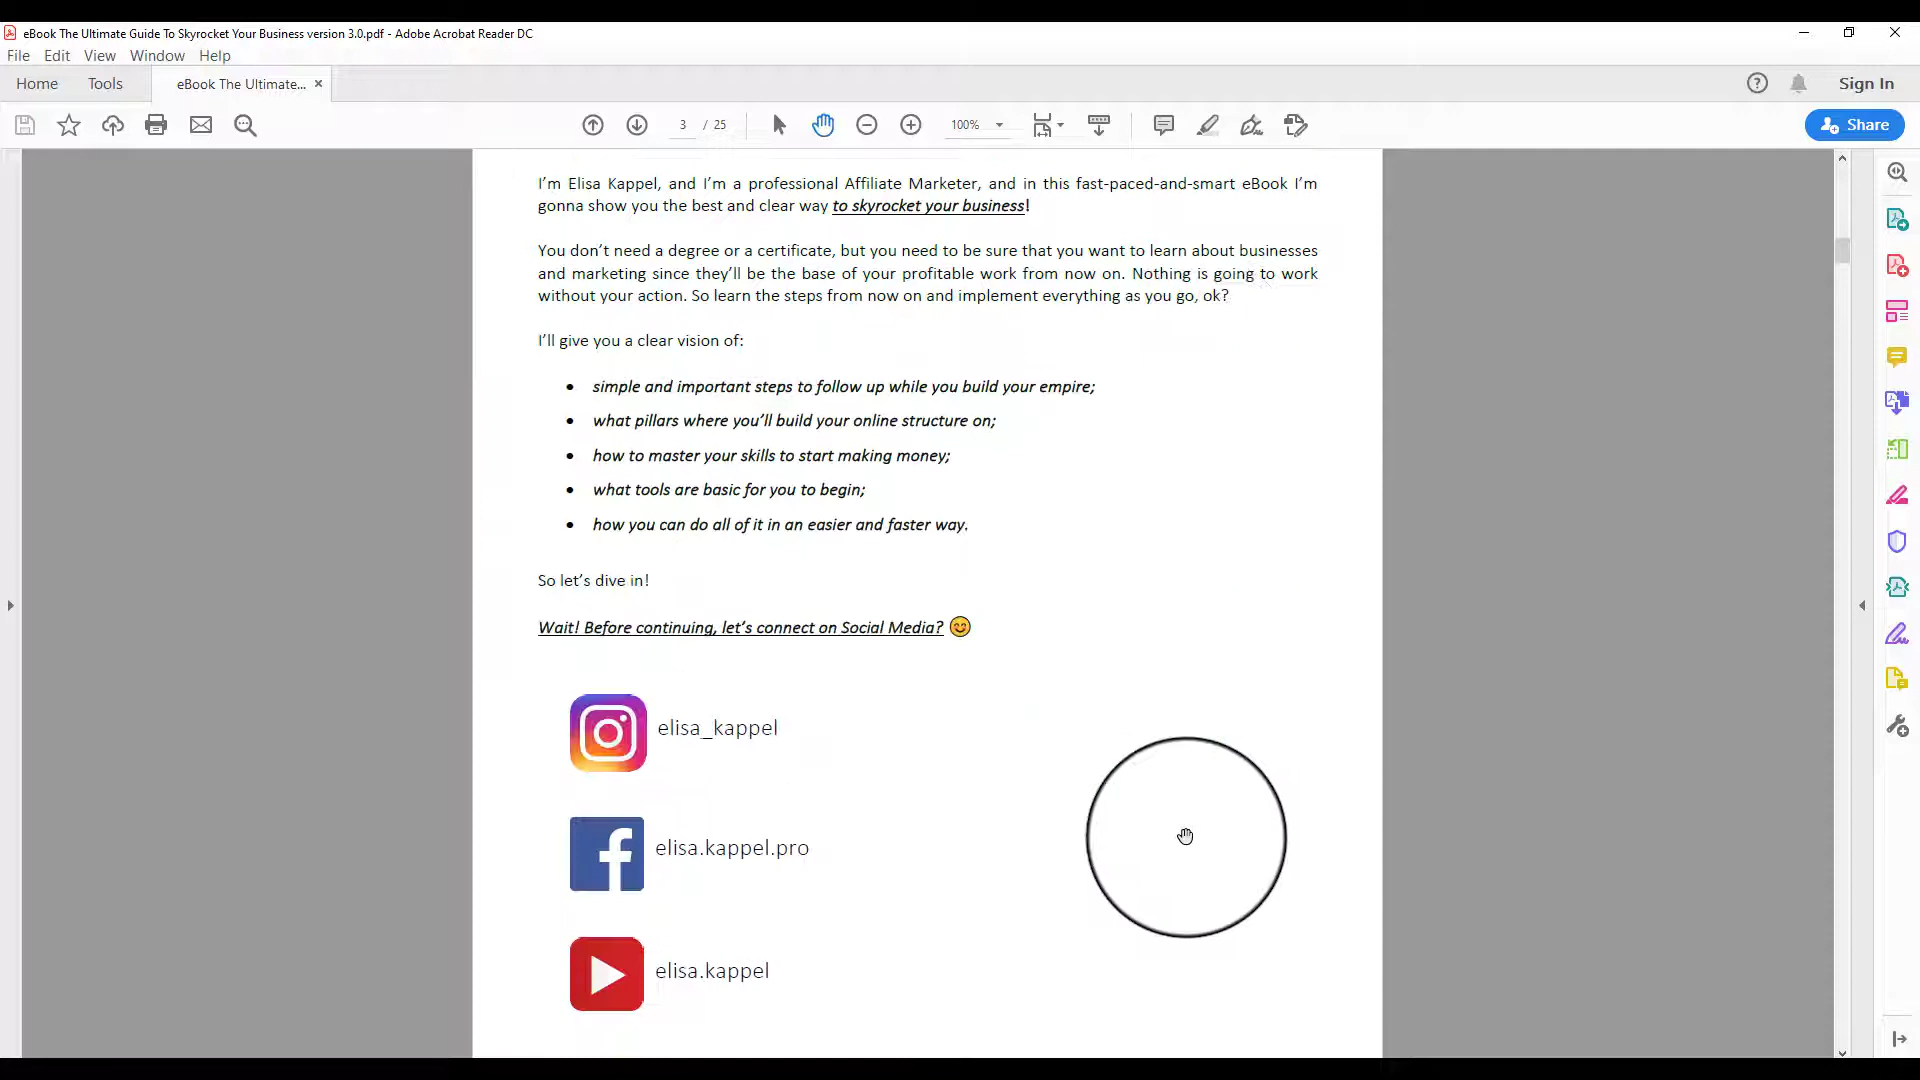 eBook The Ultimate Guide To Skyrocket Your Business version 3.0.pdf - Adobe Acrobat Reader DC
File Edit View Window Help
Home Tools eBook The Ultimate... × Sign In
3 / 25 100% Share
I’m Elisa Kappel, and I’m a professional Affiliate Marketer, and in this fast-paced-and-smart eBook I’m
gonna show you the best and clear way to skyrocket your business!
You don’t need a degree or a certificate, but you need to be sure that you want to learn about businesses
and marketing since they’ll be the base of your profitable work from now on. Nothing is going to work
without your action. So learn the steps from now on and implement everything as you go, ok?
I’ll give you a clear vision of:
• simple and important steps to follow up while you build your empire;
• what pillars where you’ll build your online structure on;
• how to master your skills to start making money;
• what tools are basic for you to begin;
• how you can do all of it in an easier and faster way.
So let’s dive in!
Wait! Before continuing, let’s connect on Social Media? 😊
elisa_kappel
elisa.kappel.pro
elisa.kappel